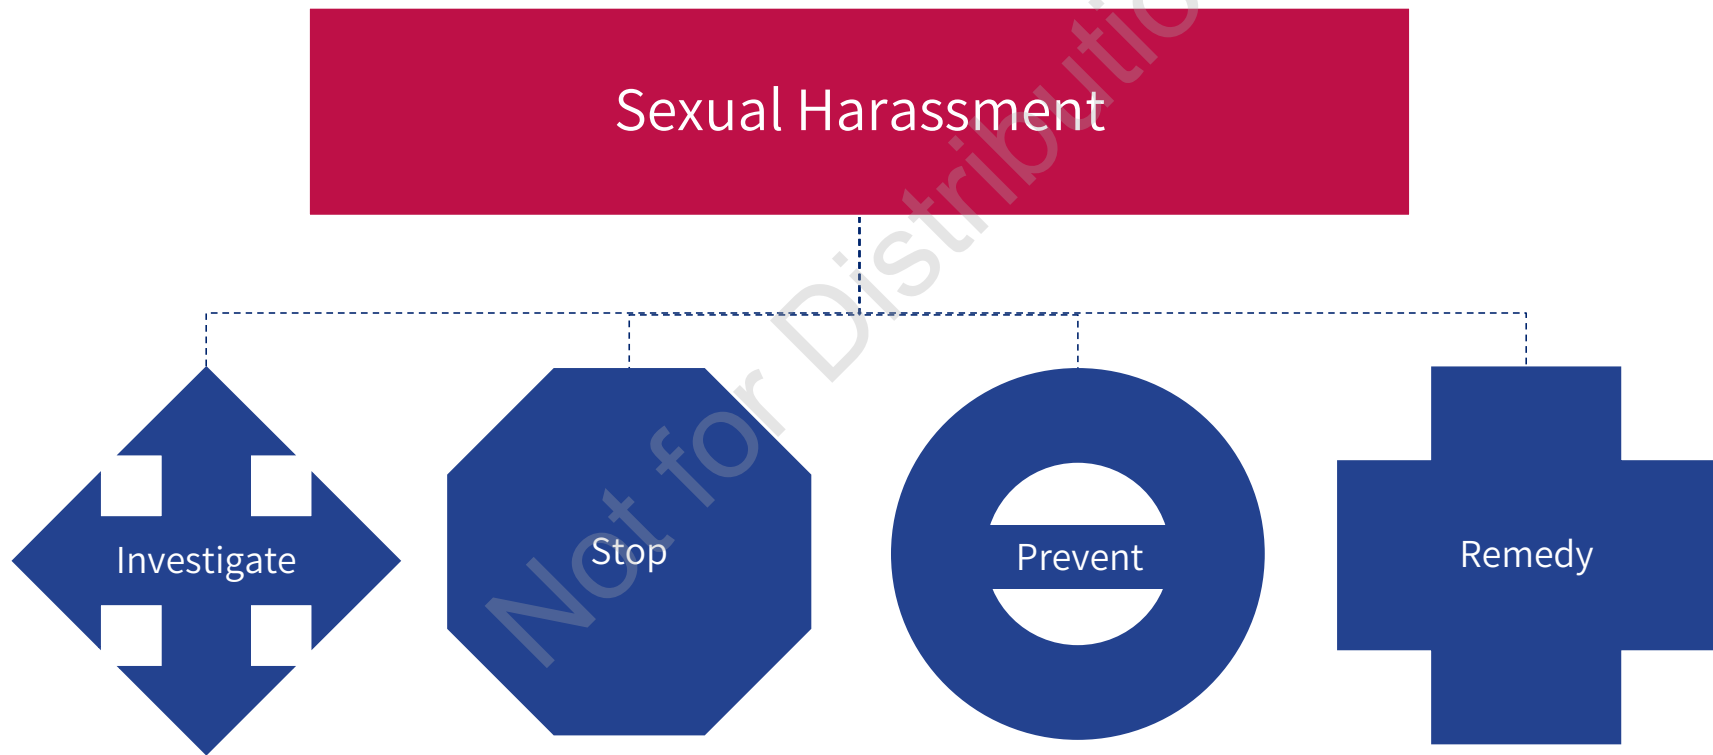 Sexual Harassment
Investigate
Stop
Prevent
Remedy
Not for Distributio